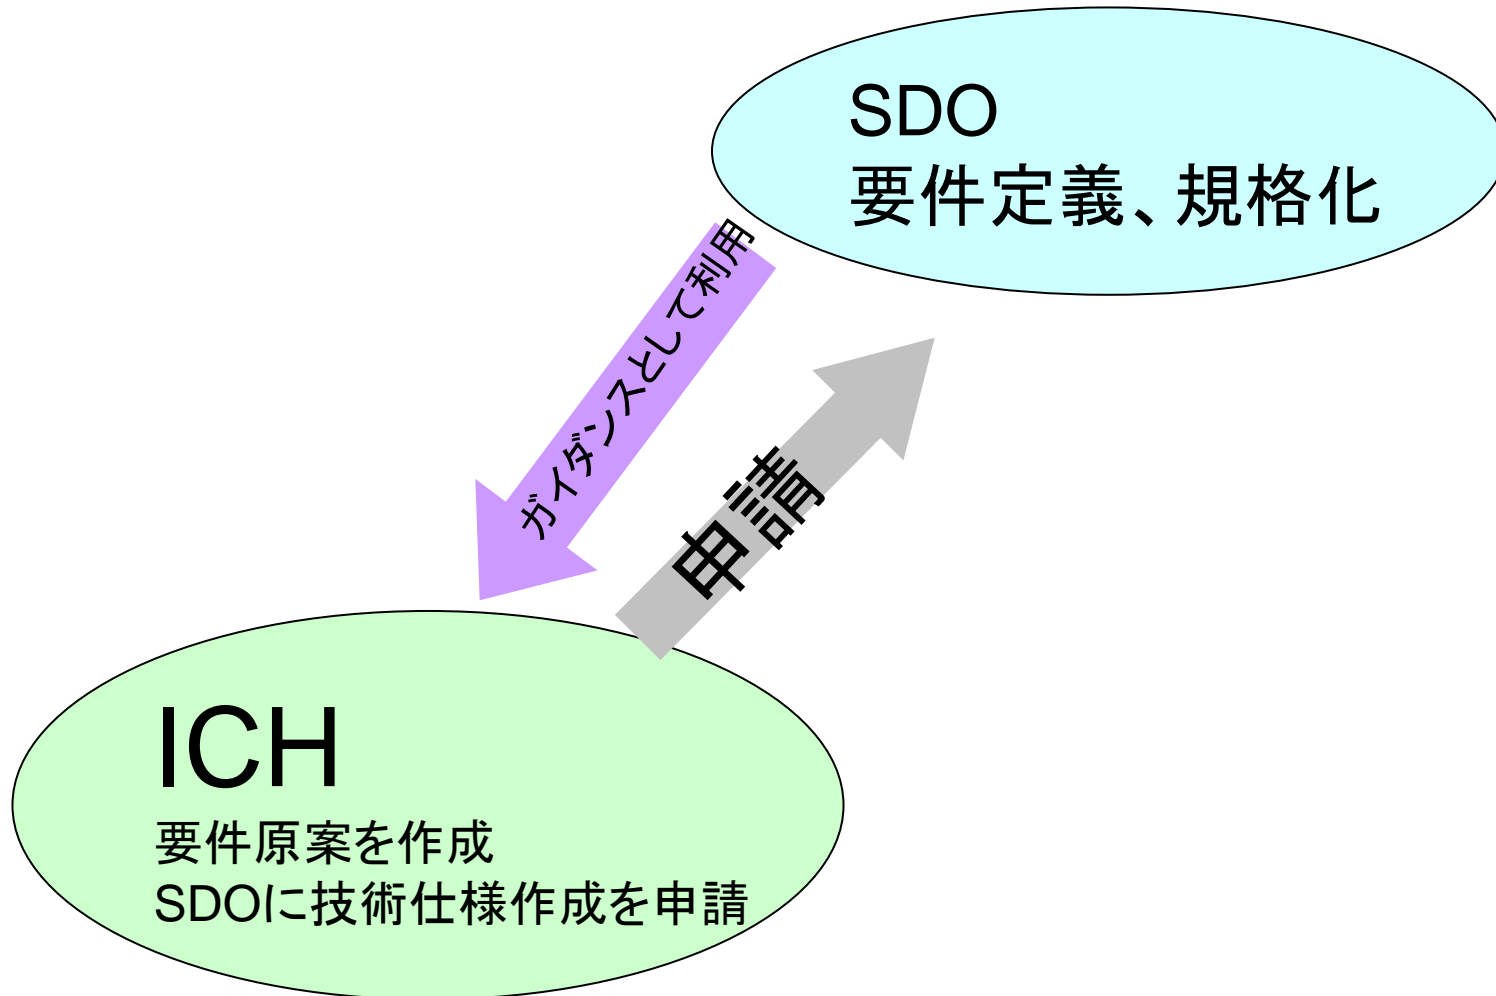 SDO
要件定義、規格化
ガイダンスとして利用
申請
ICH
要件原案を作成
SDOに技術仕様作成を申請